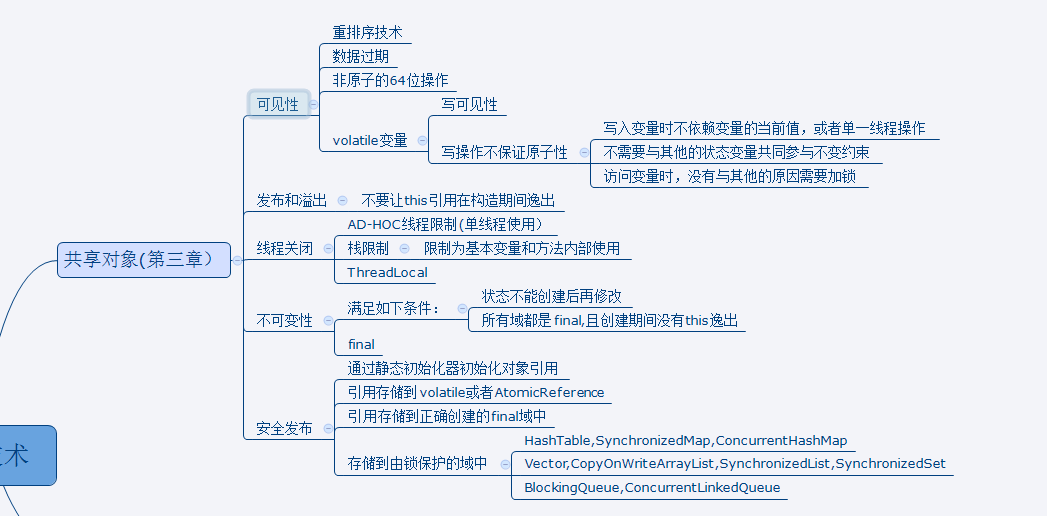 重排序技术
数据过期
非原子的64位操作
可见性
写可见性
volatile变量
写入变量时不依赖变量的当前值，或者单一线程操作
写操作不保证原子性
不需要与其他的状态变量共同参与不变约束
访问变量时，没有与其他的原因需要加锁
发布和溢出
不要让this引用在构造期间逸出
AD-HOC线程限制(单线程使用）
共享对象(第三章）
线程关闭
栈限制
限制为基本变量和方法内部使用
ThreadLocal
状态不能创建后再修改
满足如下条件：
不可变性
所有域都是 final,且创建期间没有this逸出
final
通过静态初始化器初始化对象引用
引用存储到 volatile或者AtomicReference
引用存储到正确创建的final域中
安全发布
HashTable,SynchronizedMap,ConcurrentHashMap
存储到由锁保护的域中
Vector,CopyOnWriteArrayList,SynchronizedList,SynchronizedSet
BlockingQueue,ConcurrentLinkedQueue
术